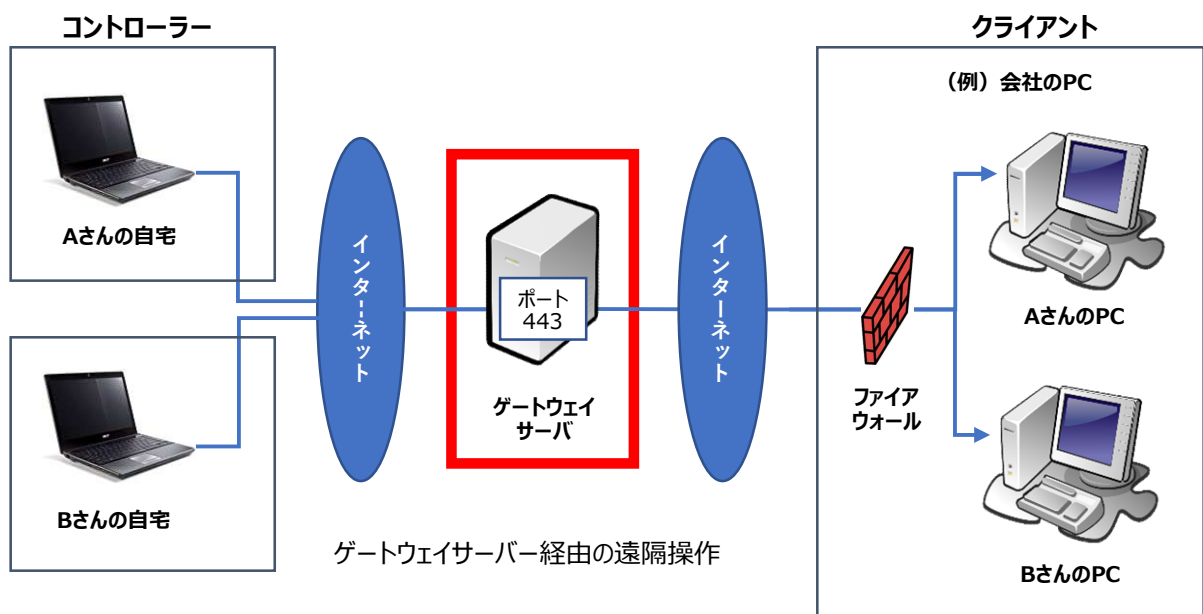 コントローラー
クライアント
（例）会社のPC
Aさんの自宅
インターネット
ポート
443
ゲートウェイ
サーバ
インターネット
ファイア
ウォール
AさんのPC
Bさんの自宅
ゲートウェイサーバー経由の遠隔操作
BさんのPC